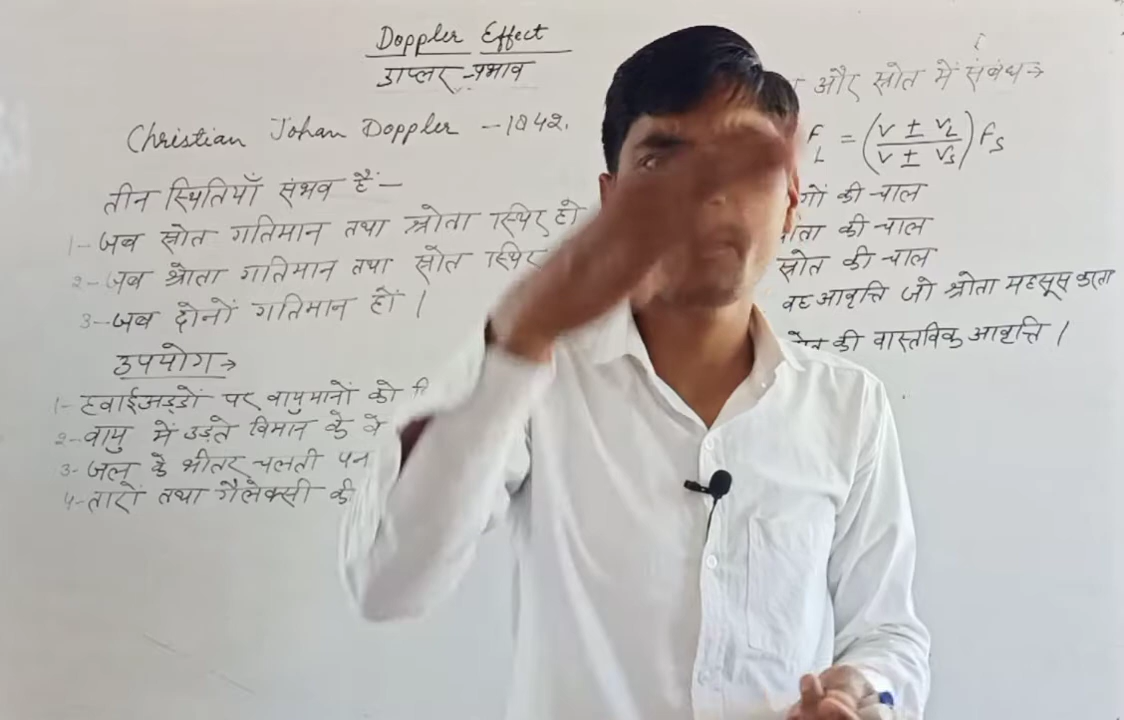 Doppler Effect
डाप्लर-प्रभाव
Christian Johan Doppler - 1842.
तीन स्थितियाँ संभव हैं:-
1- जब स्रोत गतिमान तथा श्रोता स्थिर हो
2- जब श्रोता गतिमान तथा स्रोत स्थिर
3- जब दोनों गतिमान हों।
उपयोग→
1- हवाईअड्डों पर वायुमानों को
2- वायु में उड़ते विमान के वे
3- जल के भीतर चलती पन
4- तारों तथा गैलेक्सी की
और स्रोत में संबंध→
F_L = (v ± v_L / v ± v_s) F_s
गों की चाल
ता की चाल
स्रोत की चाल
वह आवृत्ति जो श्रोता महसूस करता
की वास्तविक आवृत्ति।